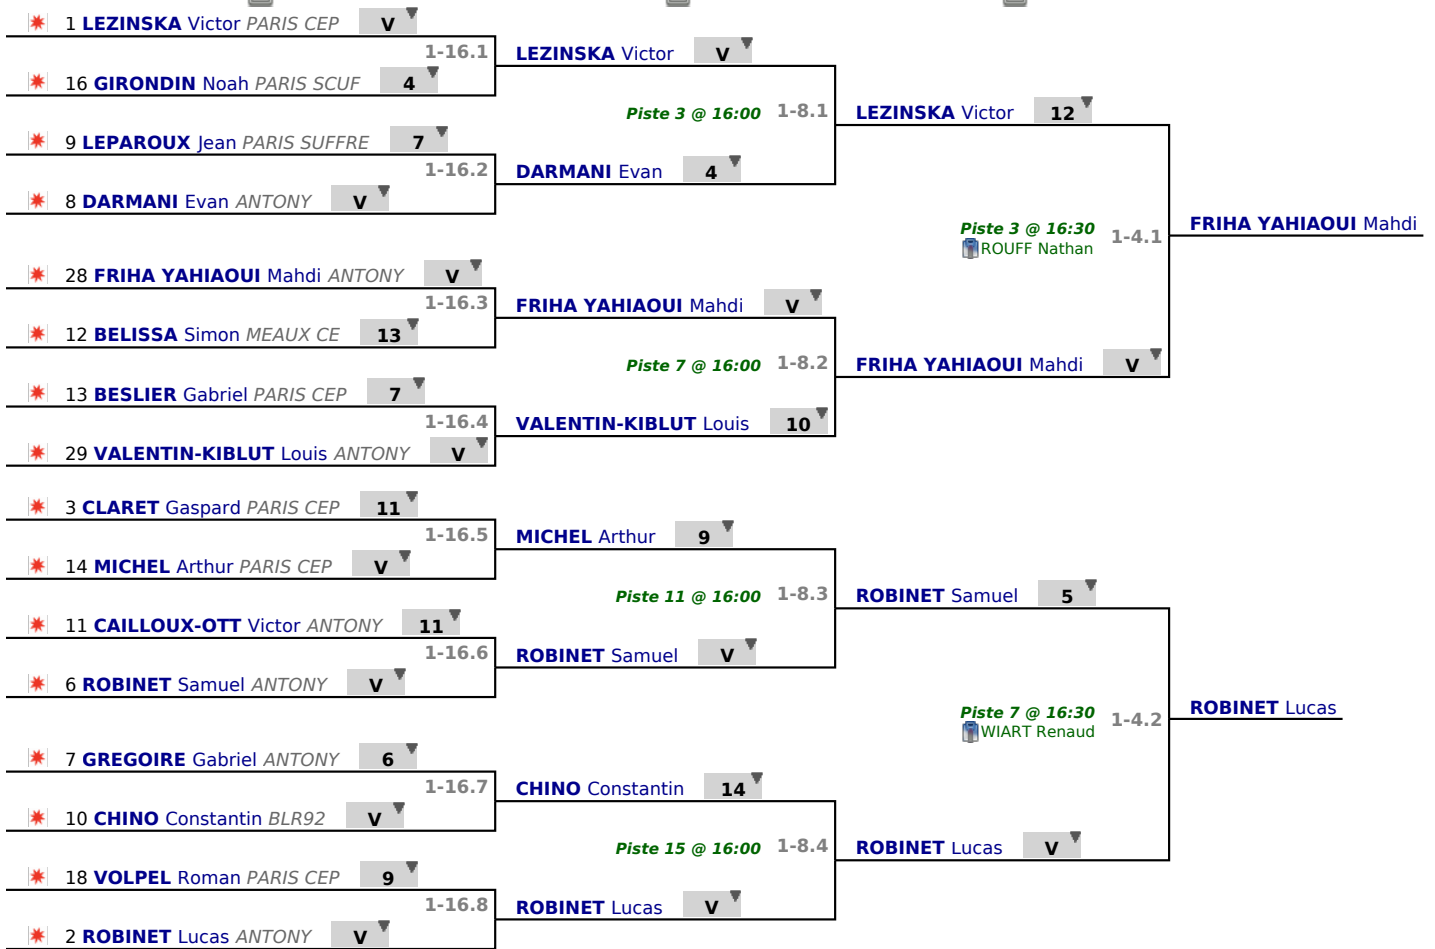 1 LEZINSKA Victor PARIS CEP V
1-16.1
16 GIRONDIN Noah PARIS SCUF 4
LEZINSKA Victor V
9 LEPAROUX Jean PARIS SUFFRE 7
1-16.2
8 DARMANI Evan ANTONY V
Piste 3 @ 16:00 1-8.1
DARMANI Evan 4
LEZINSKA Victor 12
28 FRIHA YAHIAOUI Mahdi ANTONY V
1-16.3
12 BELISSA Simon MEAUX CE 13
FRIHA YAHIAOUI Mahdi V
13 BESLIER Gabriel PARIS CEP 7
1-16.4
29 VALENTIN-KIBLUT Louis ANTONY V
Piste 7 @ 16:00 1-8.2
VALENTIN-KIBLUT Louis 10
FRIHA YAHIAOUI Mahdi V
Piste 3 @ 16:30 1-4.1
ROUFF Nathan
FRIHA YAHIAOUI Mahdi
3 CLARET Gaspard PARIS CEP 11
1-16.5
14 MICHEL Arthur PARIS CEP V
MICHEL Arthur 9
11 CAILLOUX-OTT Victor ANTONY 11
1-16.6
6 ROBINET Samuel ANTONY V
Piste 11 @ 16:00 1-8.3
ROBINET Samuel V
ROBINET Samuel 5
7 GREGOIRE Gabriel ANTONY 6
1-16.7
10 CHINO Constantin BLR92 V
CHINO Constantin 14
18 VOLPEL Roman PARIS CEP 9
1-16.8
2 ROBINET Lucas ANTONY V
Piste 15 @ 16:00 1-8.4
ROBINET Lucas V
ROBINET Lucas V
Piste 7 @ 16:30 1-4.2
WIART Renaud
ROBINET Lucas